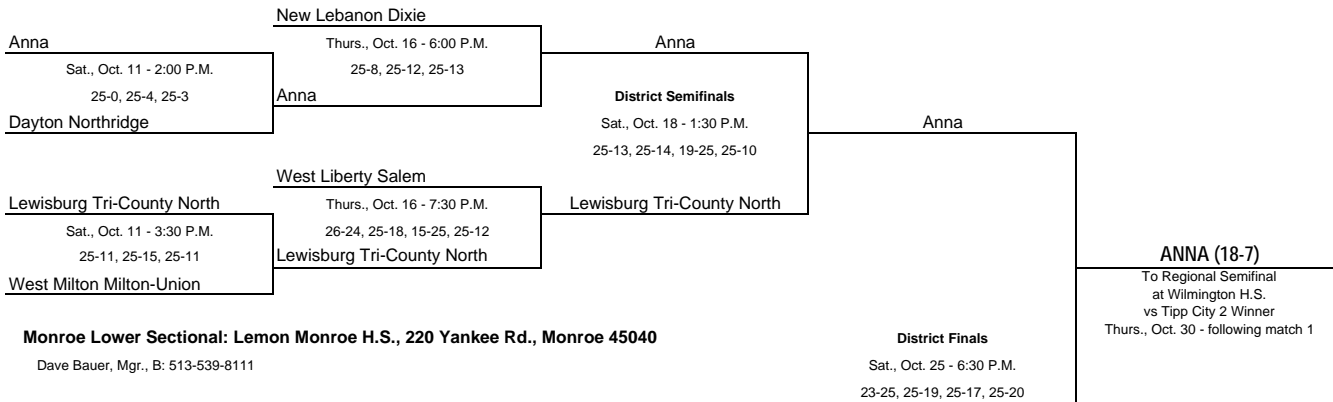 New Lebanon Dixie
Anna
Thurs., Oct. 16 - 6:00 P.M.
Anna
Sat., Oct. 11 - 2:00 P.M.
25-8, 25-12, 25-13
25-0, 25-4, 25-3
Anna
District Semifinals
Dayton Northridge
Sat., Oct. 18 - 1:30 P.M.
Anna
25-13, 25-14, 19-25, 25-10
West Liberty Salem
Lewisburg Tri-County North
Thurs., Oct. 16 - 7:30 P.M.
Lewisburg Tri-County North
Sat., Oct. 11 - 3:30 P.M.
26-24, 25-18, 15-25, 25-12
25-11, 25-15, 25-11
Lewisburg Tri-County North
ANNA (18-7)
West Milton Milton-Union
To Regional Semifinal
at Wilmington H.S.
vs Tipp City 2 Winner
Thurs., Oct. 30 - following match 1
Monroe Lower Sectional: Lemon Monroe H.S., 220 Yankee Rd., Monroe 45040
District Finals
Dave Bauer, Mgr., B: 513-539-8111
Sat., Oct. 25 - 6:30 P.M.
23-25, 25-19, 25-17, 25-20